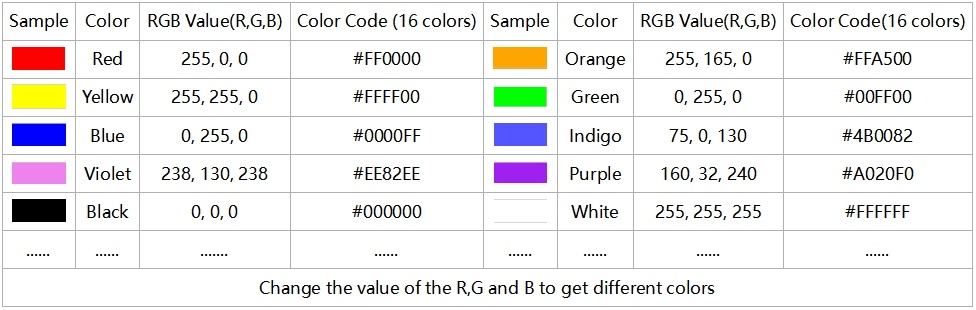 Sample Color RGB Value(R,G,B) Color Code (16 colors) Sample Color RGB Value(R,G,B) Color Code(16 colors)
Red 255, 0, 0 #FF0000 Orange 255, 165, 0 #FFA500
Yellow 255, 255, 0 #FFFF00 Green 0, 255, 0 #00FF00
Blue 0, 255, 0 #0000FF Indigo 75, 0, 130 #4B0082
Violet 238, 130, 238 #EE82EE Purple 160, 32, 240 #A020F0
Black 0, 0, 0 #000000 White 255, 255, 255 #FFFFFF
...... ...... ....... ...... ...... ...... ...... ......
Change the value of the R,G and B to get different colors